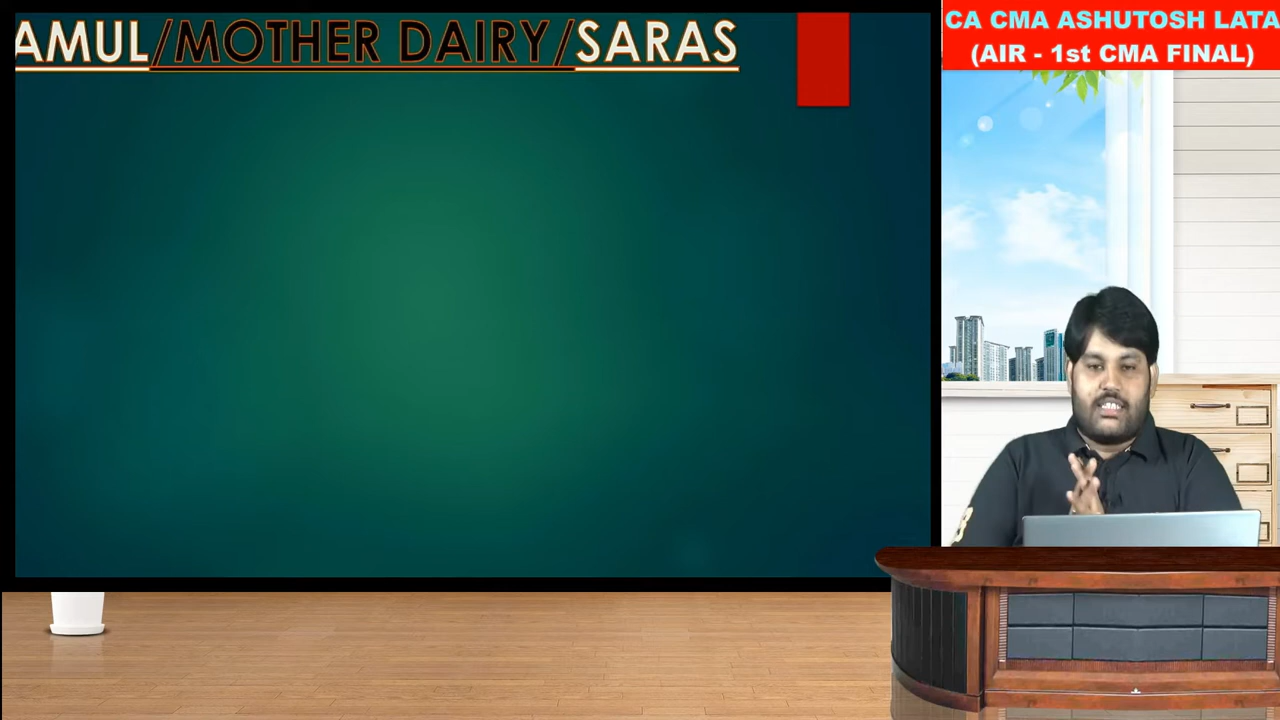 AMUL/MOTHER DAIRY/SARAS
CA CMA ASHUTOSH LATA
(AIR - 1st CMA FINAL)